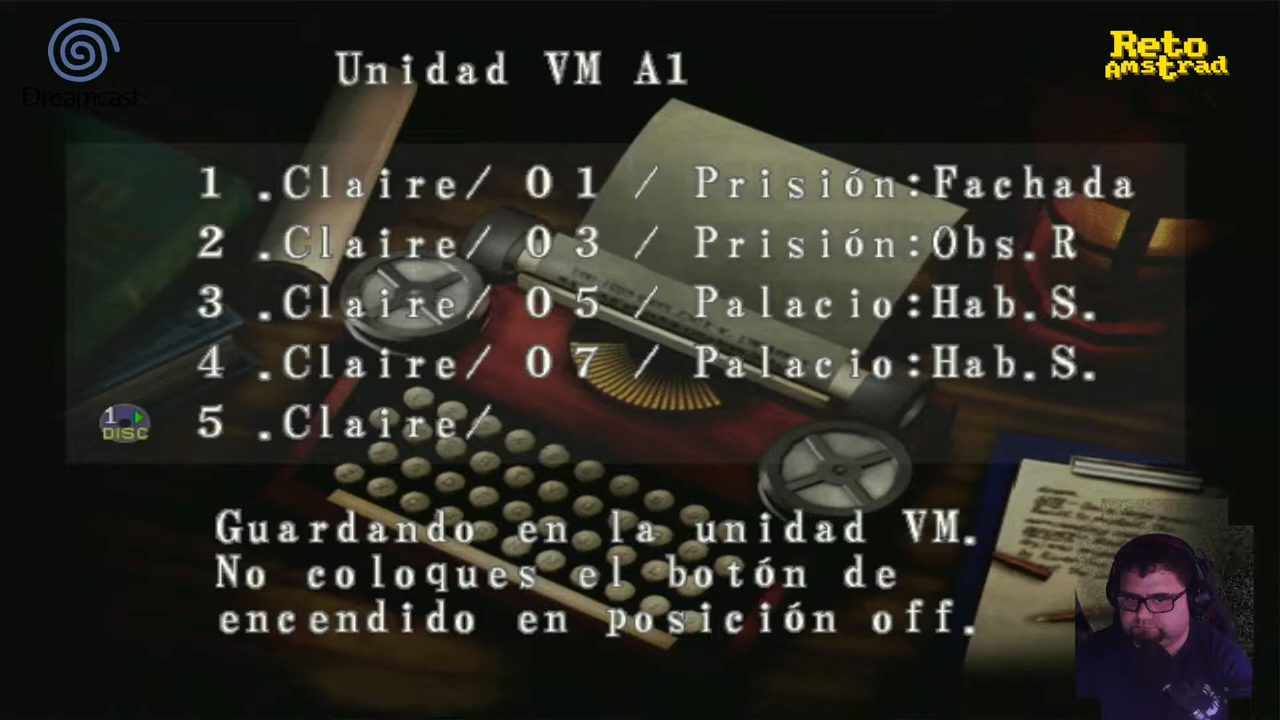 Dreamcast
Reto
Amstrad
Unidad VM A1
1 .Claire/ 01 / Prisión:Fachada
2 .Claire/ 03 / Prisión:Obs.R
3 .Claire/ 05 / Palacio:Hab.S.
4 .Claire/ 07 / Palacio:Hab.S.
1
DISC
5 .Claire/
Guardando en la unidad VM.
No coloques el botón de
encendido en posición off.